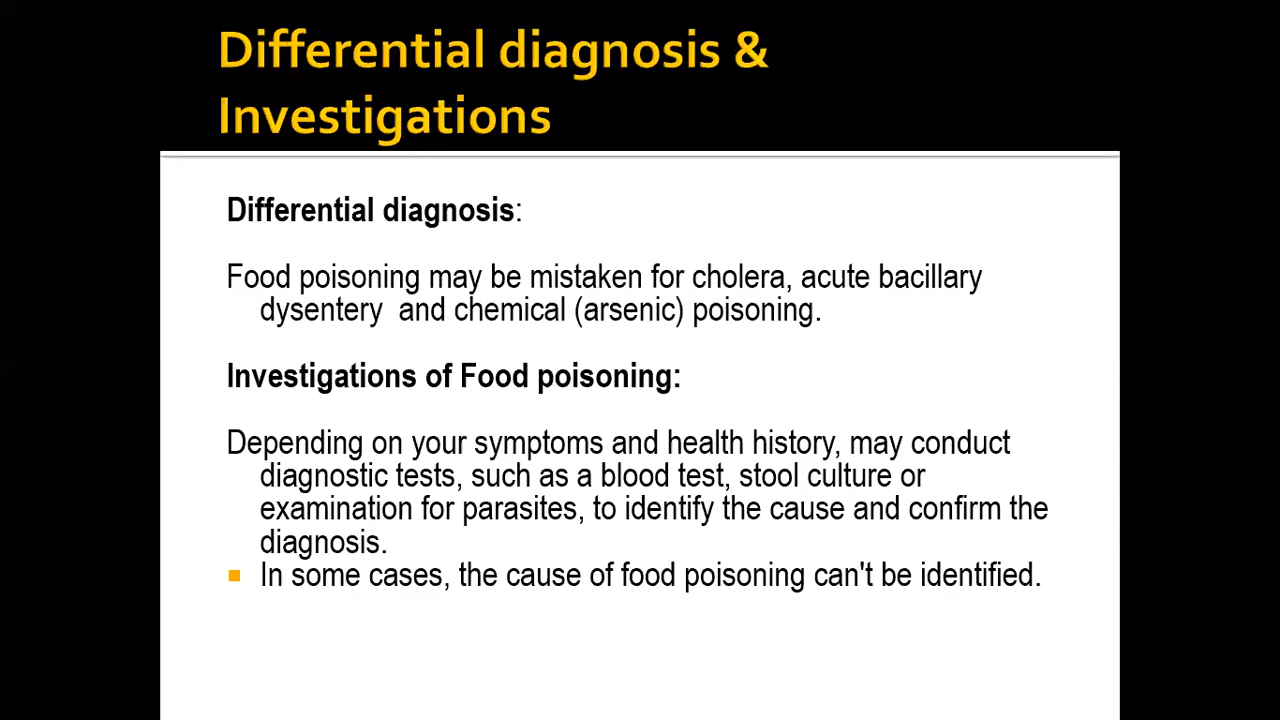 Differential diagnosis &
Investigations
Differential diagnosis:
Food poisoning may be mistaken for cholera, acute bacillary
dysentery  and chemical (arsenic) poisoning.
Investigations of Food poisoning:
Depending on your symptoms and health history, may conduct
diagnostic tests, such as a blood test, stool culture or
examination for parasites, to identify the cause and confirm the
diagnosis.
▪ In some cases, the cause of food poisoning can't be identified.